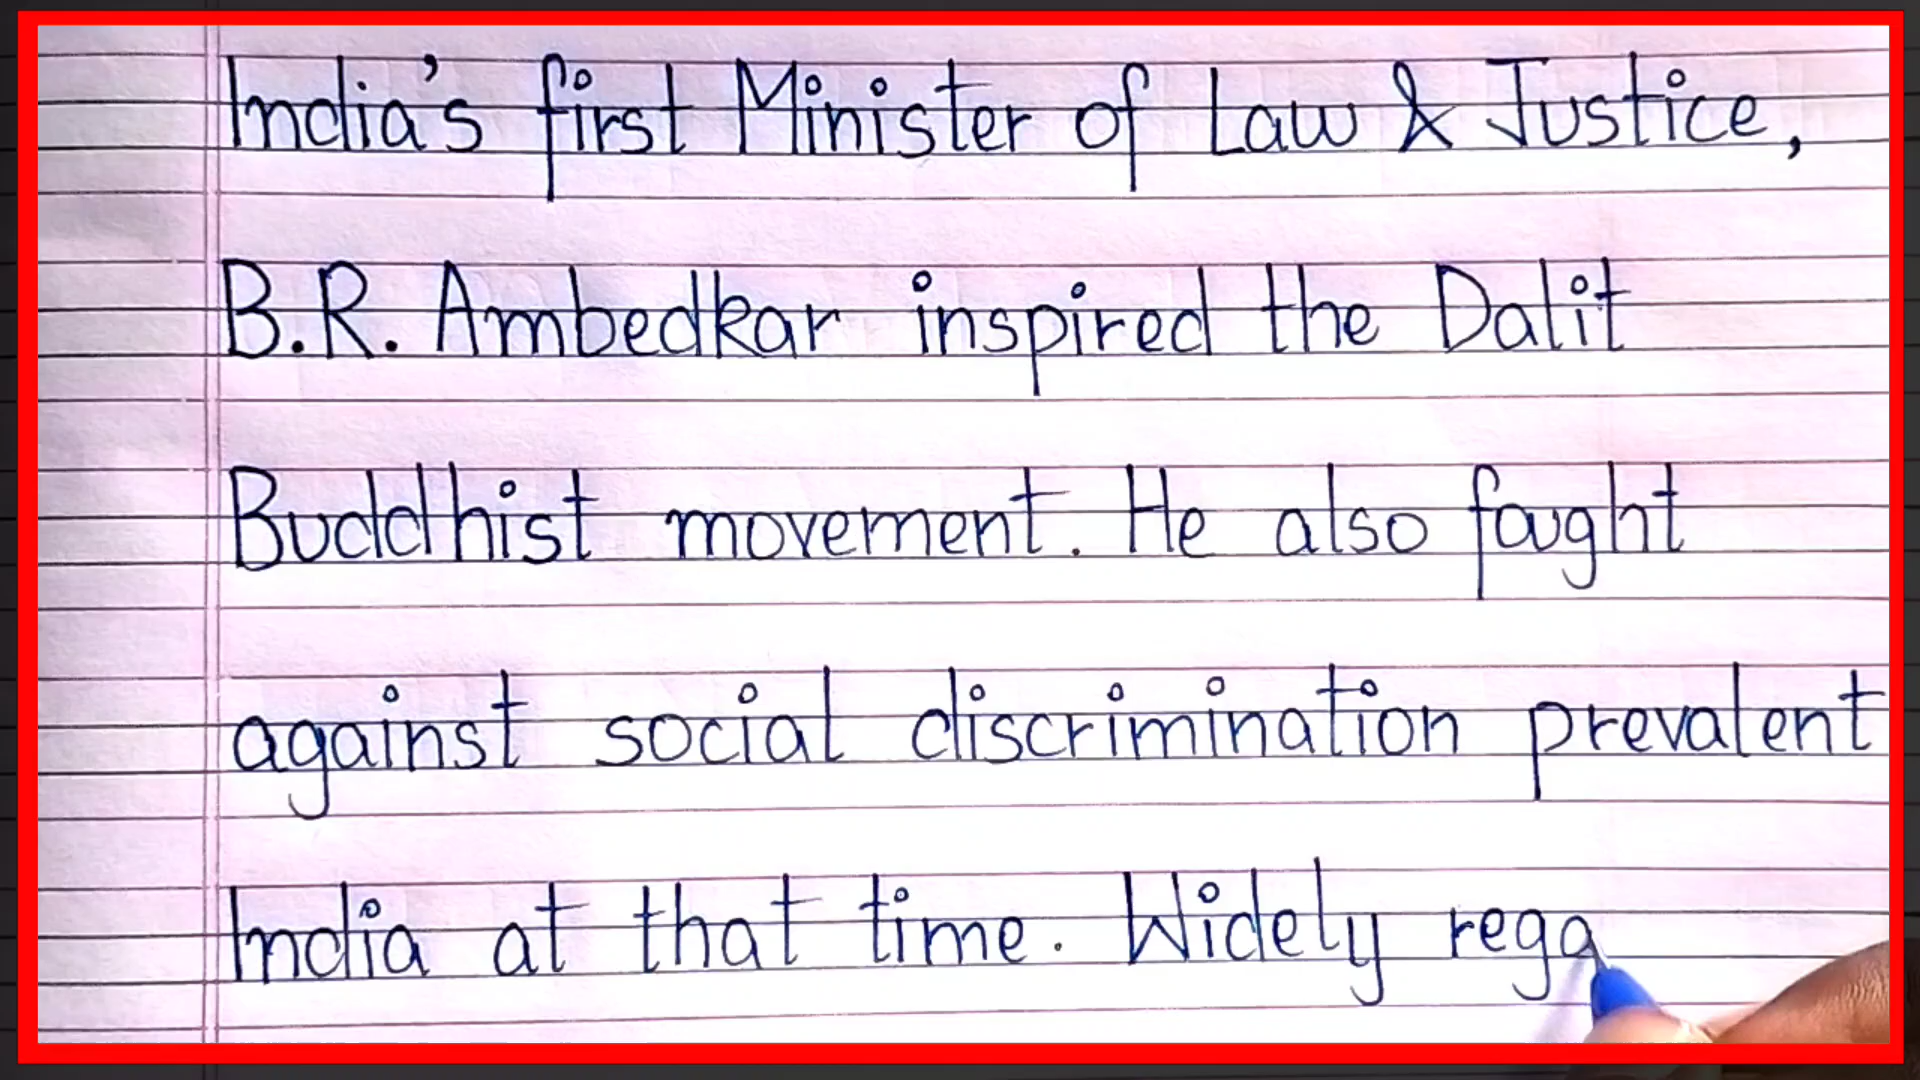 India's first Minister of Law & Justice,
B.R. Ambedkar inspired the Dalit
Buddhist movement. He also fought
against social discrimination prevalent
India at that time. Widely rega